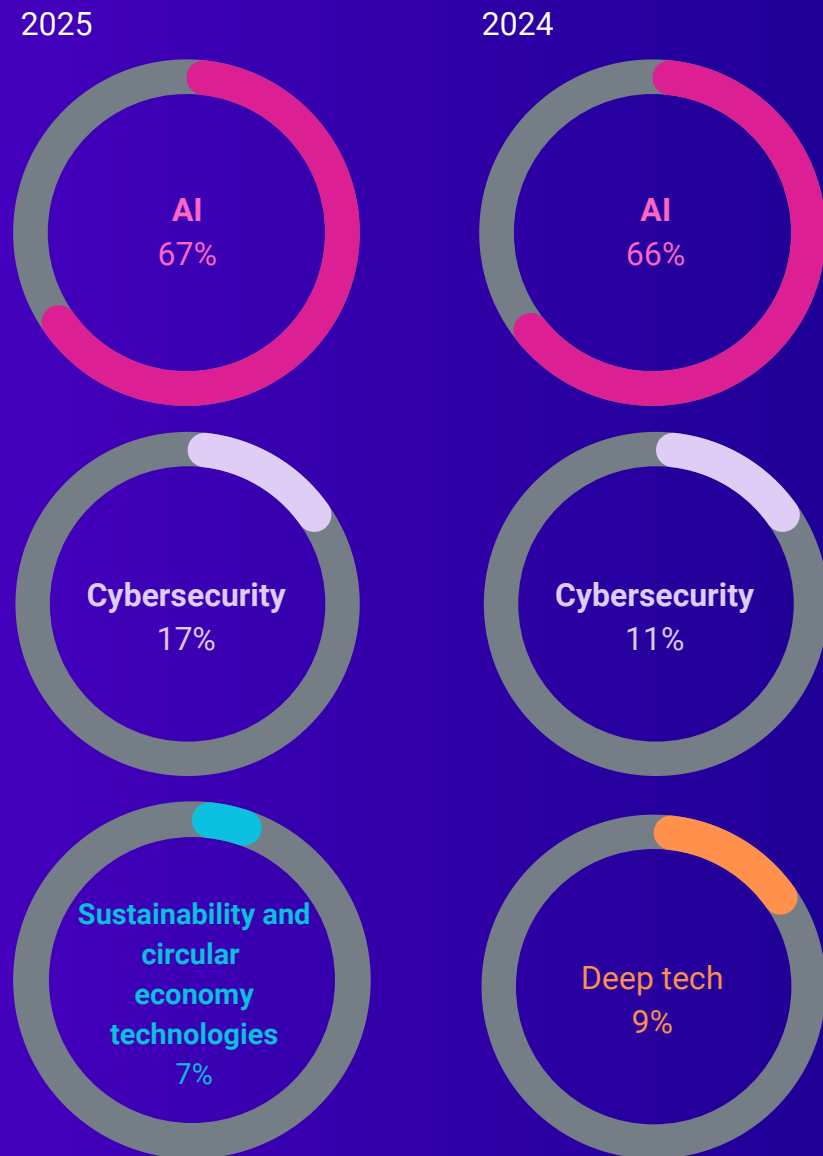 2025
2024
AI
67%
AI
66%
Cybersecurity
17%
Cybersecurity
11%
Sustainability and
circular
economy
technologies
7%
Deep tech
9%